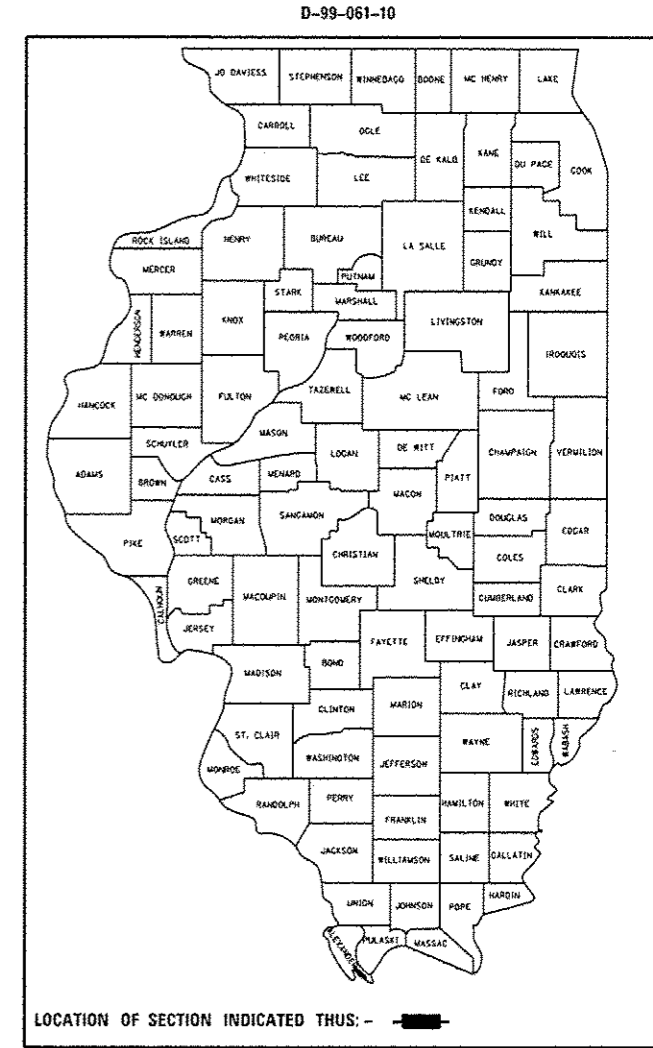 D-99-061-10
JO DAVIESS STEPHENSON WINNEBAGO BOONE MC HENRY LAKE
CARROLL OGLE DE KALB KANE DU PAGE COOK
WHITESIDE LEE KENDALL WILL
ROCK ISLAND HENRY BUREAU LA SALLE GRUNDY
MERCER PUTNAM KANKAKEE
HENDERSON WARREN KNOX STARK MARSHALL LIVINGSTON IROQUOIS
PEORIA WOODFORD
HANCOCK MC DONOUGH FULTON TAZEWELL MC LEAN FORD
MASON
SCHUYLER LOGAN DE WITT CHAMPAIGN VERMILION
ADAMS BROWN CASS MENARD PIATT
MACON
PIKE SCOTT MORGAN SANGAMON MOULTRIE DOUGLAS EDGAR
CHRISTIAN COLES
CALHOUN GREENE MACOUPIN MONTGOMERY SHELBY CUMBERLAND CLARK
JERSEY FAYETTE EFFINGHAM JASPER CRAWFORD
MADISON BOND CLAY RICHLAND LAWRENCE
CLINTON MARION
ST. CLAIR WAYNE EDWARDS WABASH
MONROE WASHINGTON JEFFERSON
RANDOLPH PERRY HAMILTON WHITE
FRANKLIN
JACKSON WILLIAMSON SALINE GALLATIN
UNION JOHNSON POPE HARDIN
ALEXANDER PULASKI MASSAC
LOCATION OF SECTION INDICATED THUS: -